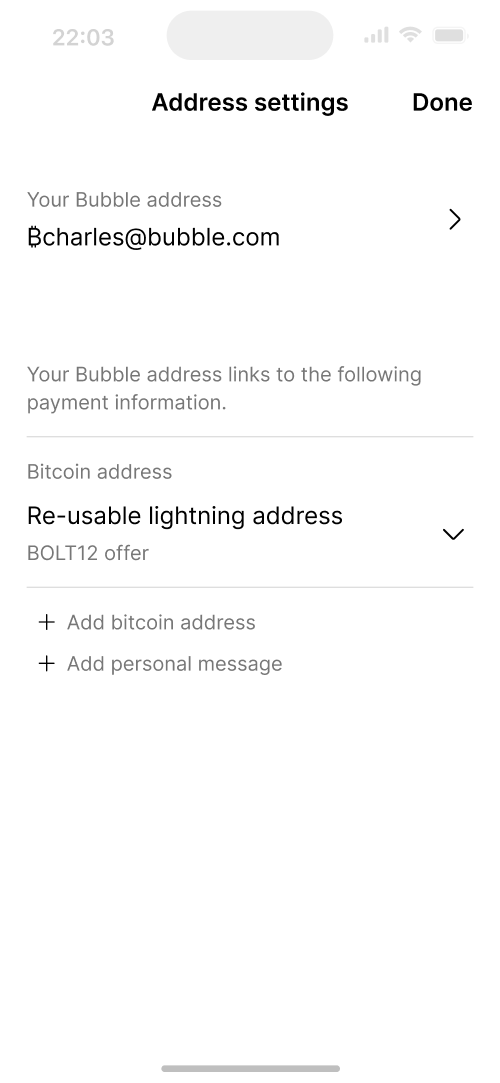 22:03
Address settings
Done
Your Bubble address
₿charles@bubble.com
Your Bubble address links to the following
payment information.
Bitcoin address
Re-usable lightning address
BOLT12 offer
+ Add bitcoin address
+ Add personal message